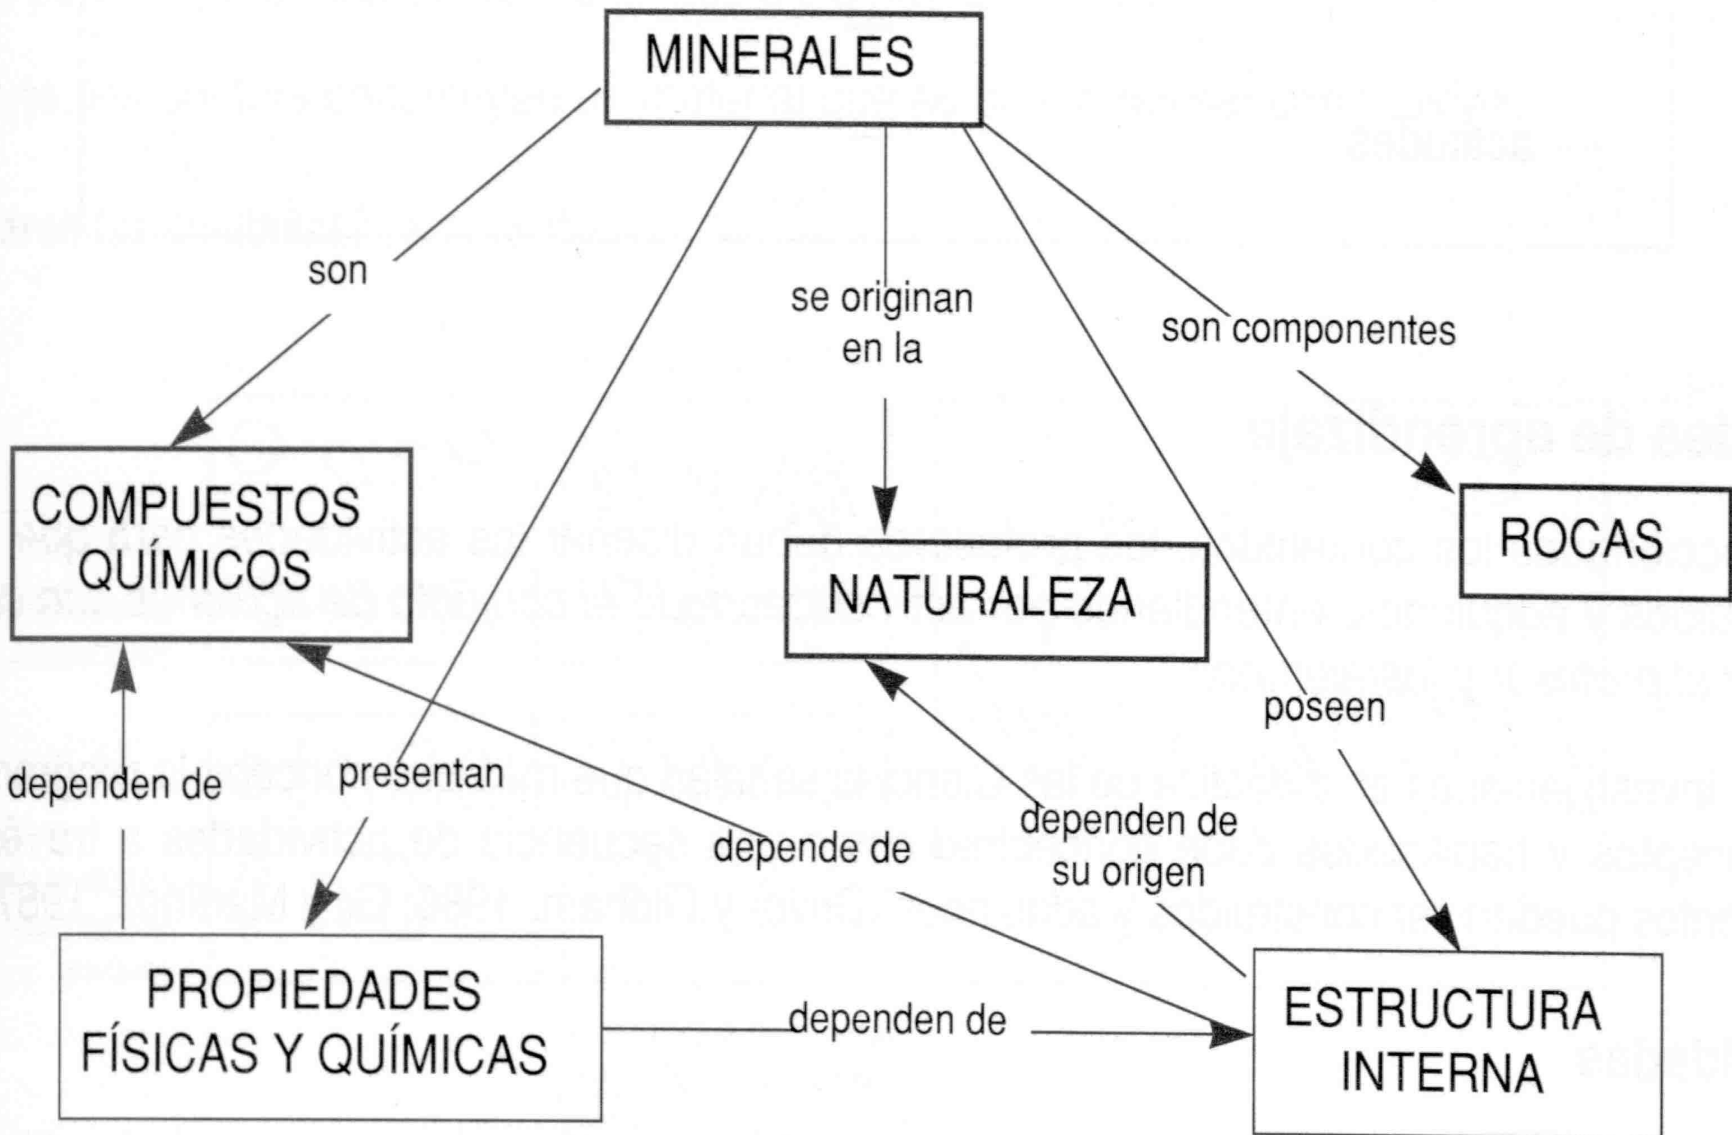 MINERALES
son
se originan
en la
son componentes
COMPUESTOS
QUÍMICOS
NATURALEZA
ROCAS
poseen
dependen de
presentan
depende de
dependen de
su origen
PROPIEDADES
FÍSICAS Y QUÍMICAS
dependen de
ESTRUCTURA
INTERNA